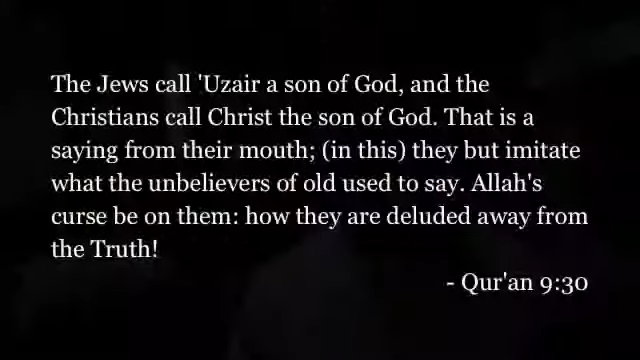 The Jews call 'Uzair a son of God, and the
Christians call Christ the son of God. That is a
saying from their mouth; (in this) they but imitate
what the unbelievers of old used to say. Allah's
curse be on them: how they are deluded away from
the Truth!
- Qur'an 9:30